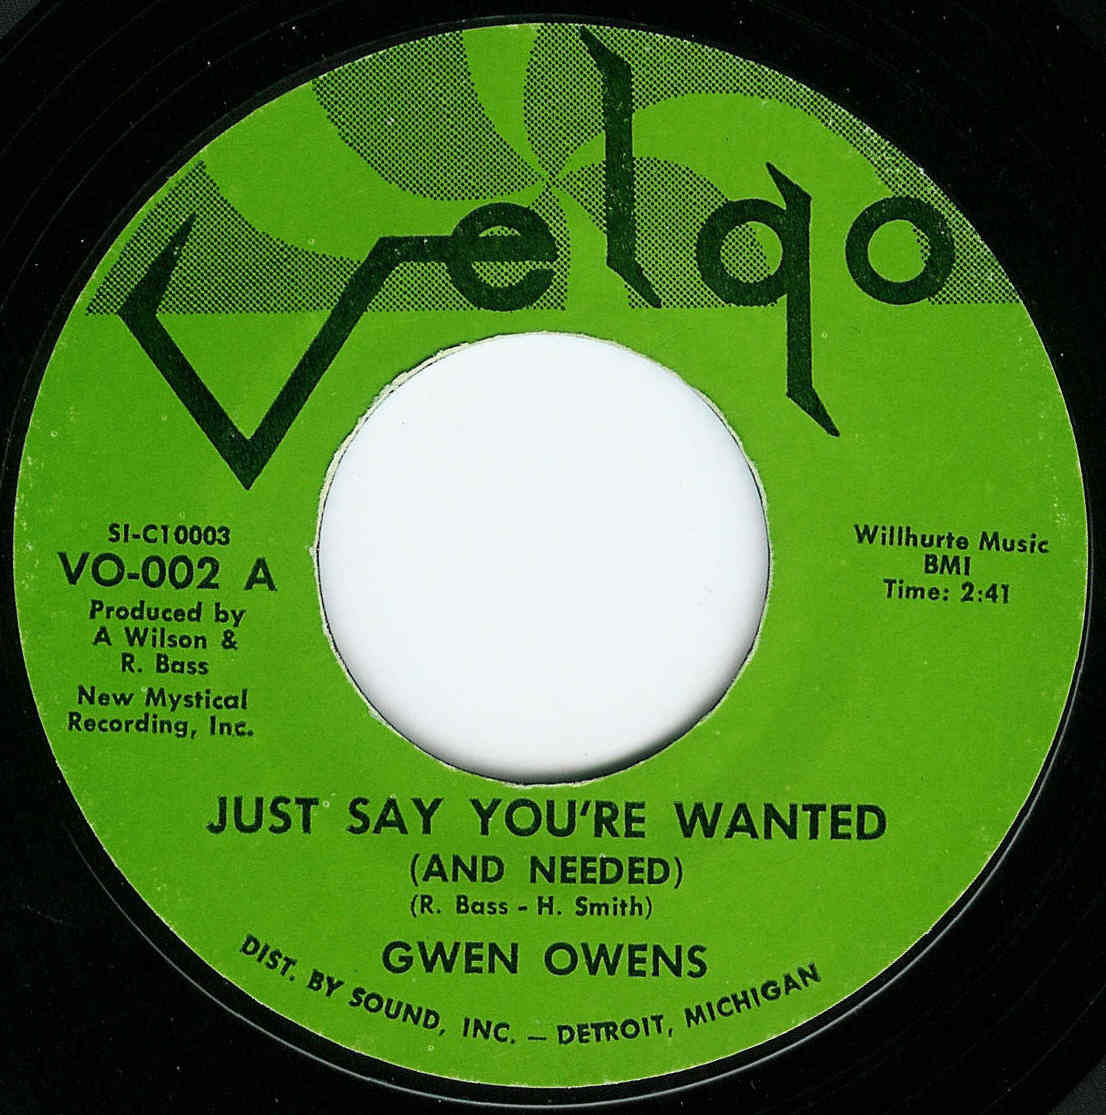 Velgo
SI-C10003
VO-002 A
Produced by
A Wilson &
R. Bass
New Mystical
Recording, Inc.
Willhurte Music
BMI
Time: 2:41
JUST SAY YOU'RE WANTED
(AND NEEDED)
(R. Bass - H. Smith)
GWEN OWENS
DIST. BY SOUND, INC. — DETROIT, MICHIGAN